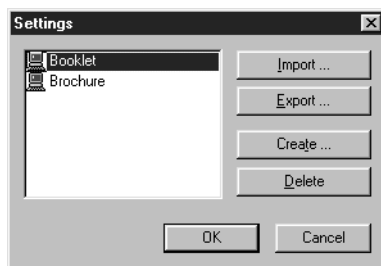 Settings
Booklet
Brochure
Import ...
Export ...
Create ...
Delete
OK
Cancel